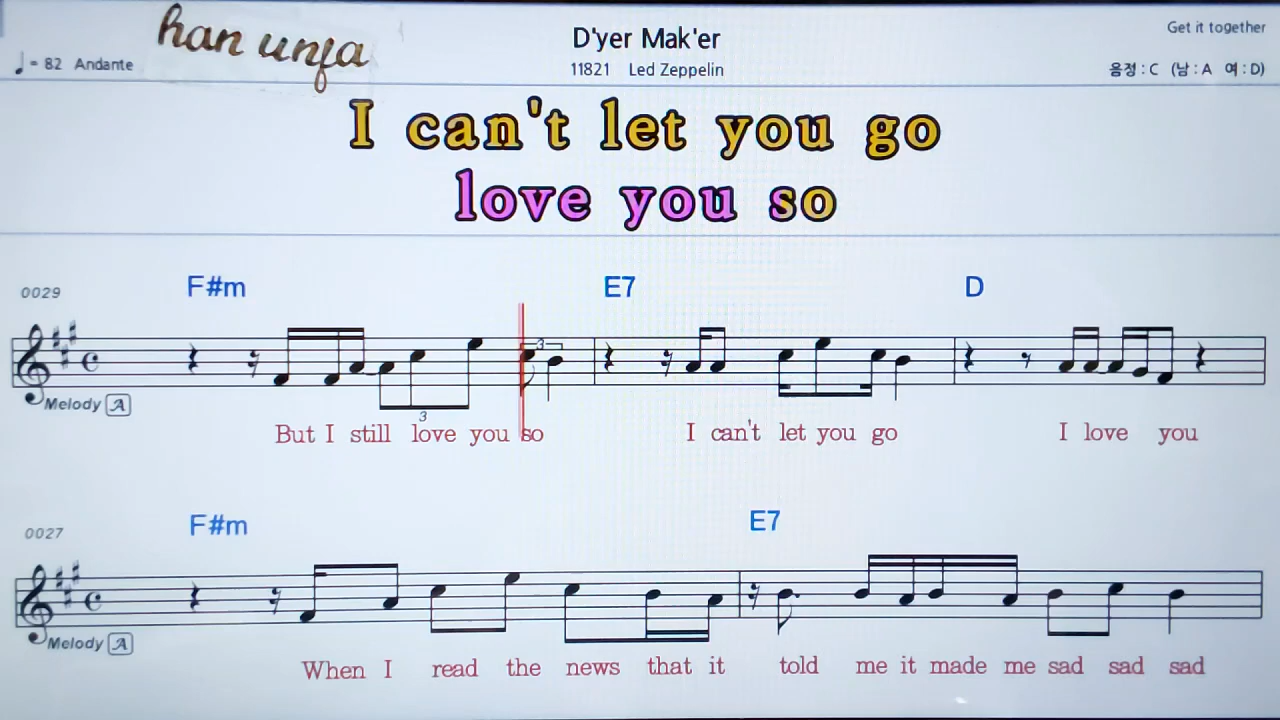 han unfa
D'yer Mak'er
Get it together
♩= 82 Andante
11821 Led Zeppelin
음정 : C (남 : A 여 : D)
I can't let you go
love you so
0029
F#m E7 D
3
Melody A
3
But I still love you so I can't let you go I love you
0027
F#m E7
Melody A
When I read the news that it told me it made me sad sad sad